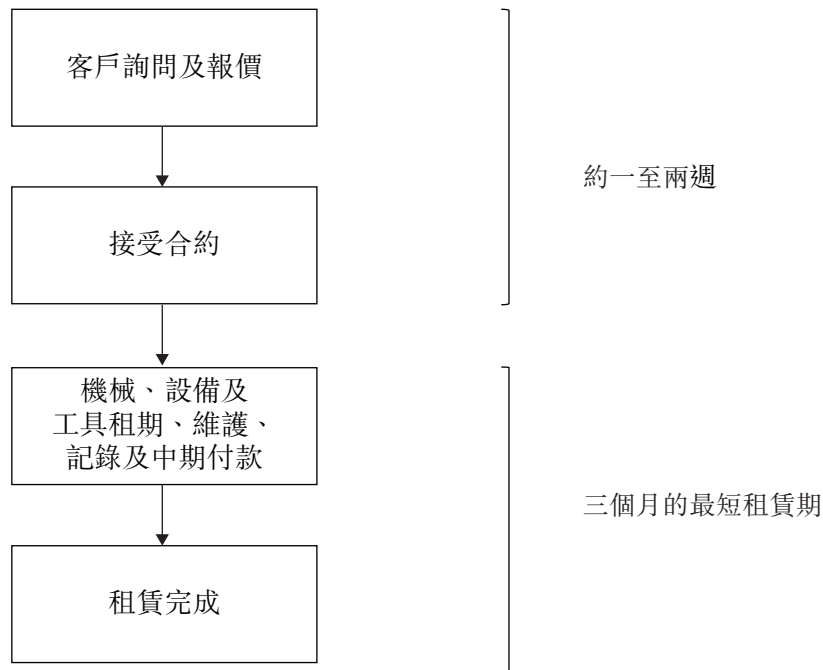 客戶詢問及報價
約一至兩週
接受合約
機械、設備及
工具租期、維護、
記錄及中期付款
三個月的最短租賃期
租賃完成